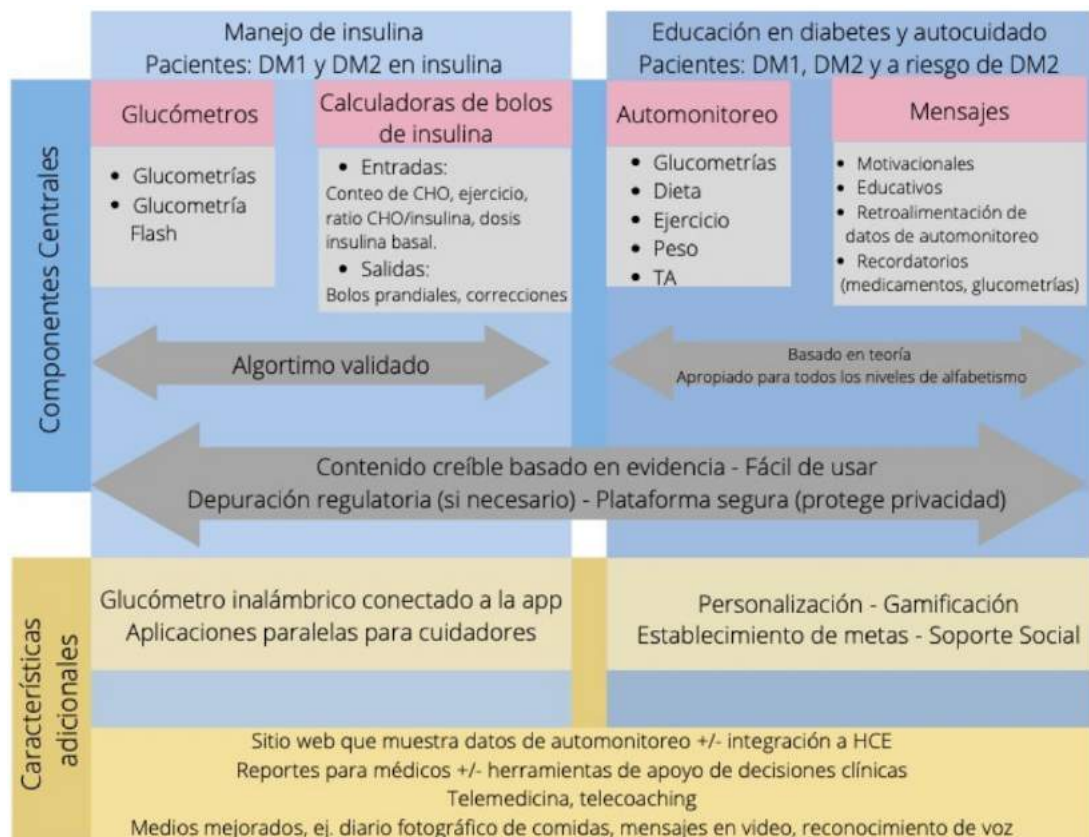 Manejo de insulina
Pacientes: DM1 y DM2 en insulina
Educación en diabetes y autocuidado
Pacientes: DM1, DM2 y a riesgo de DM2
Componentes Centrales
Glucómetros
• Glucometrías
• Glucometría
Flash
Calculadoras de bolos
de insulina
• Entradas:
Conteo de CHO, ejercicio,
ratio CHO/insulina, dosis
insulina basal.
• Salidas:
Bolos prandiales, correcciones
Automonitoreo
• Glucometrías
• Dieta
• Ejercicio
• Peso
• TA
Mensajes
• Motivacionales
• Educativos
• Retroalimentación de
datos de automonitoreo
• Recordatorios
(medicamentos, glucometrías)
Algortimo validado
Basado en teoría
Apropiado para todos los niveles de alfabetismo
Contenido creíble basado en evidencia - Fácil de usar
Depuración regulatoria (si necesario) - Plataforma segura (protege privacidad)
Características
adicionales
Glucómetro inalámbrico conectado a la app
Aplicaciones paralelas para cuidadores
Personalización - Gamificación
Establecimiento de metas - Soporte Social
Sitio web que muestra datos de automonitoreo +/- integración a HCE
Reportes para médicos +/- herramientas de apoyo de decisiones clínicas
Telemedicina, telecoaching
Medios mejorados, ej. diario fotográfico de comidas, mensajes en video, reconocimiento de voz